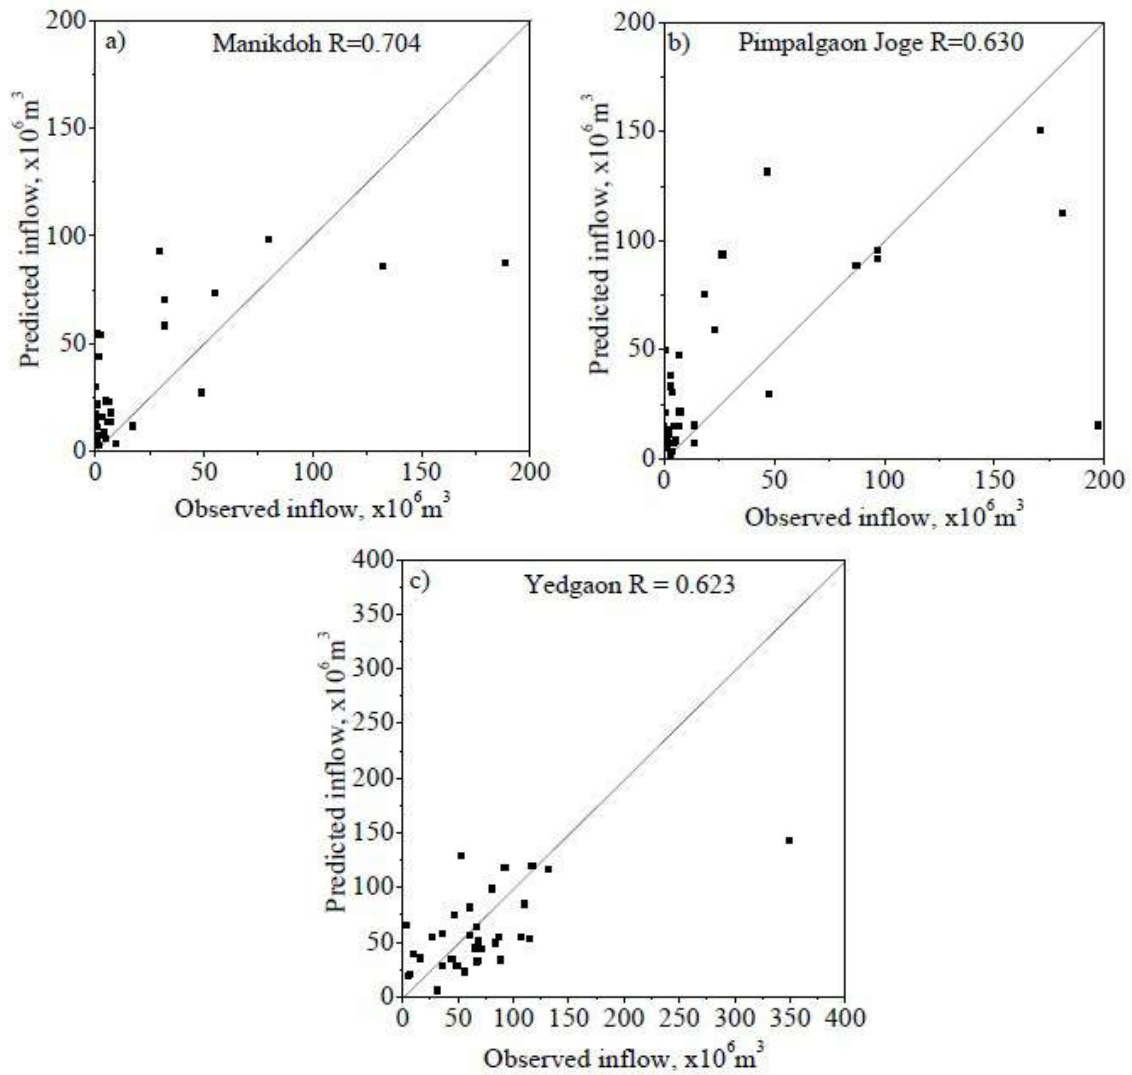 a) Manikdoh R=0.704
200
150
100
50
0
0 50 100 150 200
Predicted inflow, x10⁶m³
Observed inflow, x10⁶m³
b) Pimpalgaon Joge R=0.630
200
150
100
50
0
0 50 100 150 200
Predicted inflow, x10⁶m³
Observed inflow, x10⁶m³
c) Yedgaon R = 0.623
400
350
300
250
200
150
100
50
0
0 50 100 150 200 250 300 350 400
Predicted inflow, x10⁶m³
Observed inflow, x10⁶m³